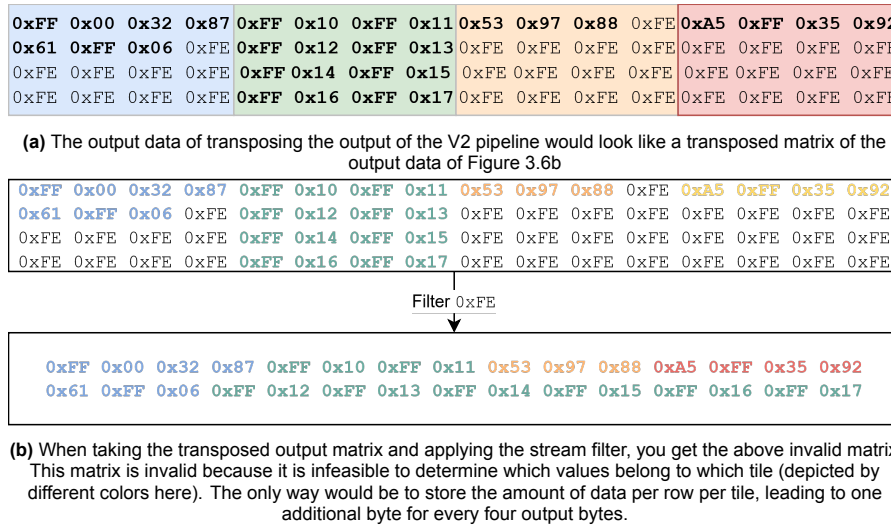 0xFF 0x00 0x32 0x87 0xFF 0x10 0xFF 0x11 0x53 0x97 0x88 0xFE 0xA5 0xFF 0x35 0x92
0x61 0xFF 0x06 0xFE 0xFF 0x12 0xFF 0x13 0xFE 0xFE 0xFE 0xFE 0xFE 0xFE 0xFE 0xFE
0xFE 0xFE 0xFE 0xFE 0xFF 0x14 0xFF 0x15 0xFE 0xFE 0xFE 0xFE 0xFE 0xFE 0xFE 0xFE
0xFE 0xFE 0xFE 0xFE 0xFF 0x16 0xFF 0x17 0xFE 0xFE 0xFE 0xFE 0xFE 0xFE 0xFE 0xFE
(a) The output data of transposing the output of the V2 pipeline would look like a transposed matrix of the
output data of Figure 3.6b
0xFF 0x00 0x32 0x87 0xFF 0x10 0xFF 0x11 0x53 0x97 0x88 0xFE 0xA5 0xFF 0x35 0x92
0x61 0xFF 0x06 0xFE 0xFF 0x12 0xFF 0x13 0xFE 0xFE 0xFE 0xFE 0xFE 0xFE 0xFE 0xFE
0xFE 0xFE 0xFE 0xFE 0xFF 0x14 0xFF 0x15 0xFE 0xFE 0xFE 0xFE 0xFE 0xFE 0xFE 0xFE
0xFE 0xFE 0xFE 0xFE 0xFF 0x16 0xFF 0x17 0xFE 0xFE 0xFE 0xFE 0xFE 0xFE 0xFE 0xFE
Filter 0xFE
0xFF 0x00 0x32 0x87 0xFF 0x10 0xFF 0x11 0x53 0x97 0x88 0xA5 0xFF 0x35 0x92
0x61 0xFF 0x06 0xFF 0x12 0xFF 0x13 0xFF 0x14 0xFF 0x15 0xFF 0x16 0xFF 0x17
(b) When taking the transposed output matrix and applying the stream filter, you get the above invalid matrix
This matrix is invalid because it is infeasible to determine which values belong to which tile (depicted by
different colors here). The only way would be to store the amount of data per row per tile, leading to one
additional byte for every four output bytes.